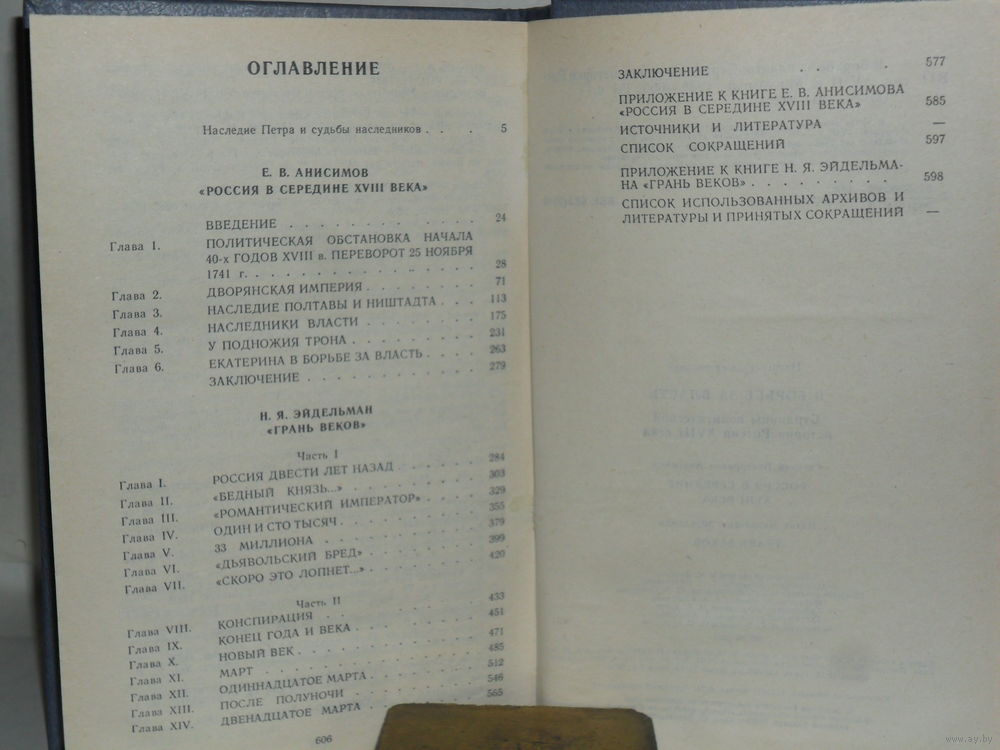 ОГЛАВЛЕНИЕ
Наследие Петра и судьбы наследников . . . 5
Е. В. АНИСИМОВ
«РОССИЯ В СЕРЕДИНЕ XVIII ВЕКА»
ВВЕДЕНИЕ . . . . . . . . 24
Глава 1. ПОЛИТИЧЕСКАЯ ОБСТАНОВКА НАЧАЛА
40-х ГОДОВ XVIII в. ПЕРЕВОРОТ 25 НОЯБРЯ
1741 г. . . . . . . . . . . 28
Глава 2. ДВОРЯНСКАЯ ИМПЕРИЯ . . . . . . . 71
Глава 3. НАСЛЕДИЕ ПОЛТАВЫ И НИШТАДТА . . . 113
Глава 4. НАСЛЕДНИКИ ВЛАСТИ . . . . . . . 175
Глава 5. У ПОДНОЖИЯ ТРОНА . . . . . . . 231
Глава 6. ЕКАТЕРИНА В БОРЬБЕ ЗА ВЛАСТЬ . . . . 263
ЗАКЛЮЧЕНИЕ . . . . . . . . . . 279
Н. Я. ЭЙДЕЛЬМАН
«ГРАНЬ ВЕКОВ»
Часть I
Глава I. РОССИЯ ДВЕСТИ ЛЕТ НАЗАД . . . . . 284
Глава II. «БЕДНЫЙ КНЯЗЬ...» . . . . . . . 303
Глава III. «РОМАНТИЧЕСКИЙ ИМПЕРАТОР» . . . . 329
Глава IV. ОДИН И СТО ТЫСЯЧ . . . . . . . 355
Глава V. 33 МИЛЛИОНА . . . . . . . . 379
Глава VI. «ДЬЯВОЛЬСКИЙ БРЕД» . . . . . . 399
Глава VII. «СКОРО ЭТО ЛОПНЕТ...» . . . . . . 420
Часть II
Глава VIII. КОНСПИРАЦИЯ . . . . . . . . 433
Глава IX. КОНЕЦ ГОДА И ВЕКА . . . . . . . 451
Глава X. НОВЫЙ ВЕК . . . . . . . . . 471
Глава XI. МАРТ . . . . . . . . . . 485
Глава XII. ОДИННАДЦАТОЕ МАРТА . . . . . . 512
Глава XIII. ПОСЛЕ ПОЛУНОЧИ . . . . . . . 546
Глава XIV. ДВЕНАДЦАТОЕ МАРТА . . . . . . 565
606
ЗАКЛЮЧЕНИЕ . . . . 577
ПРИЛОЖЕНИЕ К КНИГЕ Е. В. АНИСИМОВА
«РОССИЯ В СЕРЕДИНЕ XVIII ВЕКА» 585
ИСТОЧНИКИ И ЛИТЕРАТУРА —
СПИСОК СОКРАЩЕНИЙ 597
ПРИЛОЖЕНИЕ К КНИГЕ Н. Я. ЭЙДЕЛЬМА-
НА «ГРАНЬ ВЕКОВ» . . . . . . . . . 598
СПИСОК ИСПОЛЬЗОВАННЫХ АРХИВОВ И
ЛИТЕРАТУРЫ И ПРИНЯТЫХ СОКРАЩЕНИЙ —
www.ay.by